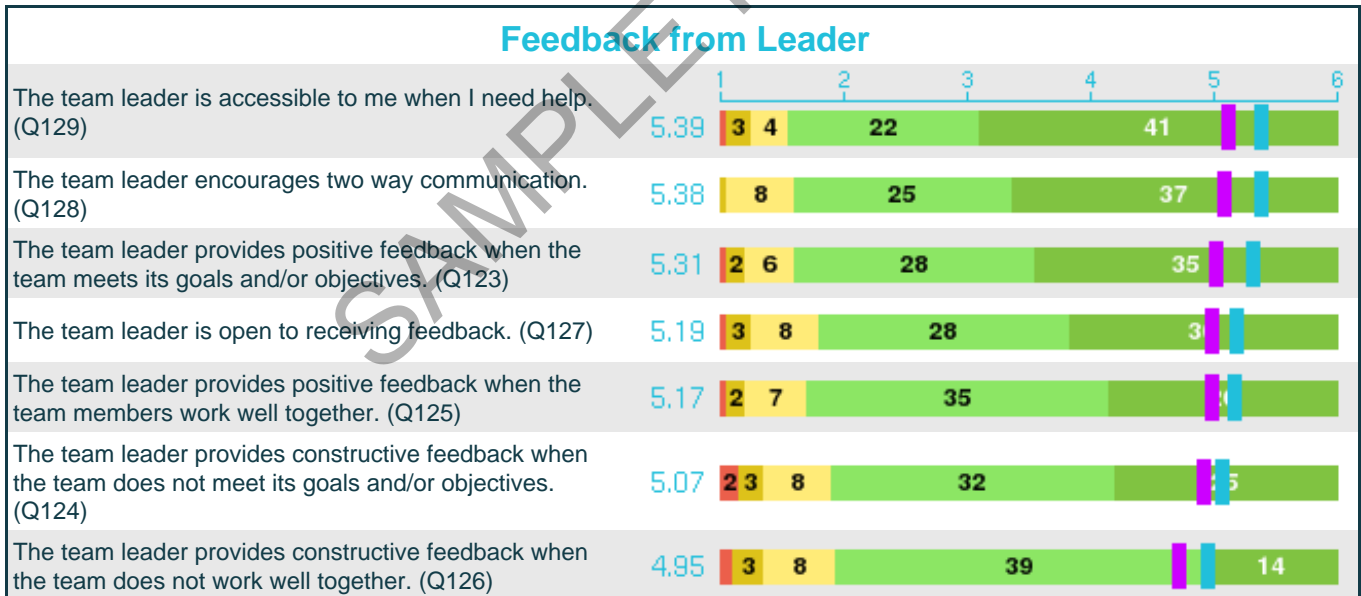 Feedback from Leader
1 2 3 4 5 6
The team leader is accessible to me when I need help.
(Q129)
5.39 3 4 22 41
The team leader encourages two way communication.
(Q128)
5.38 8 25 37
The team leader provides positive feedback when the
team meets its goals and/or objectives. (Q123)
5.31 2 6 28 35
The team leader is open to receiving feedback. (Q127)
5.19 3 8 28
The team leader provides positive feedback when the
team members work well together. (Q125)
5.17 2 7 35
The team leader provides constructive feedback when
the team does not meet its goals and/or objectives.
(Q124)
5.07 2 3 8 32
The team leader provides constructive feedback when
the team does not work well together. (Q126)
4.95 3 8 39 14
SAMPLE